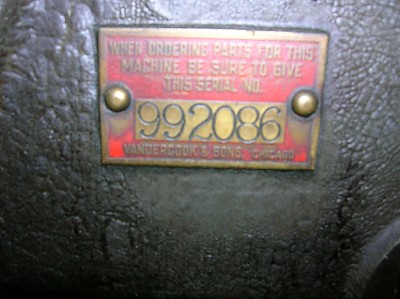 WHEN ORDERING PARTS FOR THIS
MACHINE BE SURE TO GIVE
THIS SERIAL NO.
992086
VANDERCOOK & SONS CHICAGO